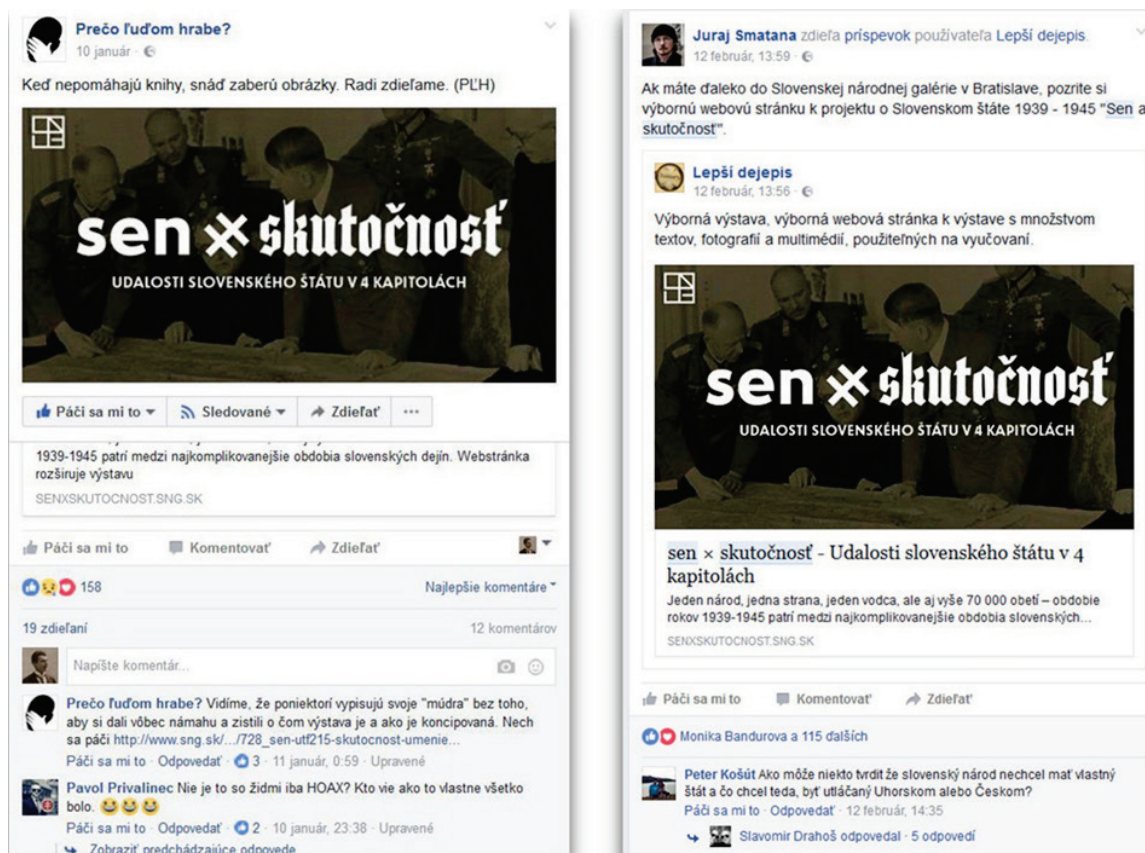 Prečo ľuďom hrabe?
10 január ·
Keď nepomáhajú knihy, snáď zaberú obrázky. Radi zdieľame. (PĽH)
sen × skutočnosť
UDALOSTI SLOVENSKÉHO ŠTÁTU V 4 KAPITOLÁCH
Páči sa mi to
Sledované
Zdieľať
1939-1945 patrí medzi najkomplikovanejšie obdobia slovenských dejín. Webstránka
rozširuje výstavu
SENXSKUTOCNOST.SNG.SK
Páči sa mi to
Komentovať
Zdieľať
158
Najlepšie komentáre
19 zdieľaní
12 komentárov
Napíšte komentár...
Prečo ľuďom hrabe? Vidíme, že poniektorí vypisujú svoje "múdra" bez toho,
aby si dali vôbec námahu a zistili o čom výstava je a ako je koncipovaná. Nech
sa páči http://www.sng.sk/.../728_sen-utf215-skutocnost-umenie...
Páči sa mi to · Odpovedať · 3 · 11 január, 0:59 · Upravené
Pavol Privalinec Nie je to so židmi iba HOAX? Kto vie ako to vlastne všetko
bolo.
Páči sa mi to · Odpovedať · 2 · 10 január, 23:38 · Upravené
Zobraziť predchádzajúce odpovede
Juraj Smatana zdieľa príspevok používateľa Lepší dejepis.
12 február, 13:59 ·
Ak máte ďaleko do Slovenskej národnej galérie v Bratislave, pozrite si
výbornú webovú stránku k projektu o Slovenskom štáte 1939 - 1945 "Sen a
skutočnosť".
Lepší dejepis
12 február, 13:56 ·
Výborná výstava, výborná webová stránka k výstave s množstvom
textov, fotografií a multimédií, použiteľných na vyučovaní.
sen × skutočnosť
UDALOSTI SLOVENSKÉHO ŠTÁTU V 4 KAPITOLÁCH
sen × skutočnosť - Udalosti slovenského štátu v 4
kapitolách
Jeden národ, jedna strana, jeden vodca, ale aj vyše 70 000 obetí – obdobie
rokov 1939-1945 patrí medzi najkomplikovanejšie obdobia slovenských...
SENXSKUTOCNOST.SNG.SK
Páči sa mi to
Komentovať
Zdieľať
Monika Bandurova a 115 ďalších
Peter Košút Ako môže niekto tvrdiť že slovenský národ nechcel mať vlastný
štát a čo chcel teda, byť utláčaný Uhorskom alebo Českom?
Páči sa mi to · Odpovedať · 12 február, 14:35
Slavomir Drahoš odpovedal · 5 odpovedí